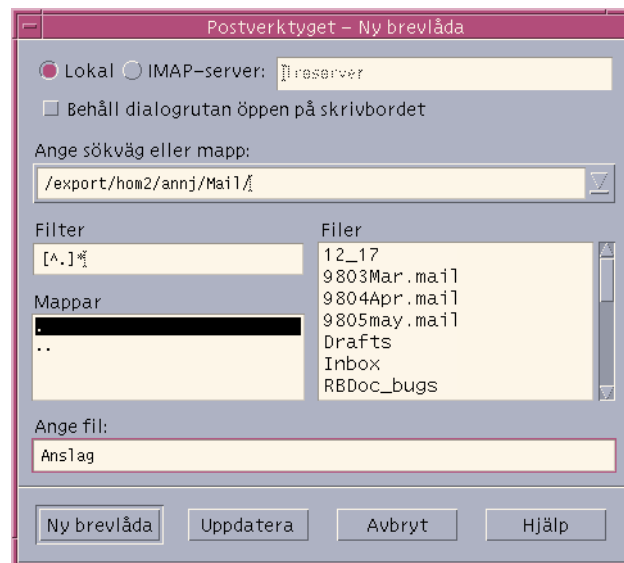 Postverktyget – Ny brevlåda
Lokal IMAP-server:
Behåll dialogrutan öppen på skrivbordet
Ange sökväg eller mapp:
/export/hom2/annj/Mail/
Filter
[^.]*
Mappar
.
..
Filer
12_17
9803Mar.mail
9804Apr.mail
9805may.mail
Drafts
Inbox
RBDoc_bugs
Ange fil:
Anslag
Ny brevlåda Uppdatera Avbryt Hjälp